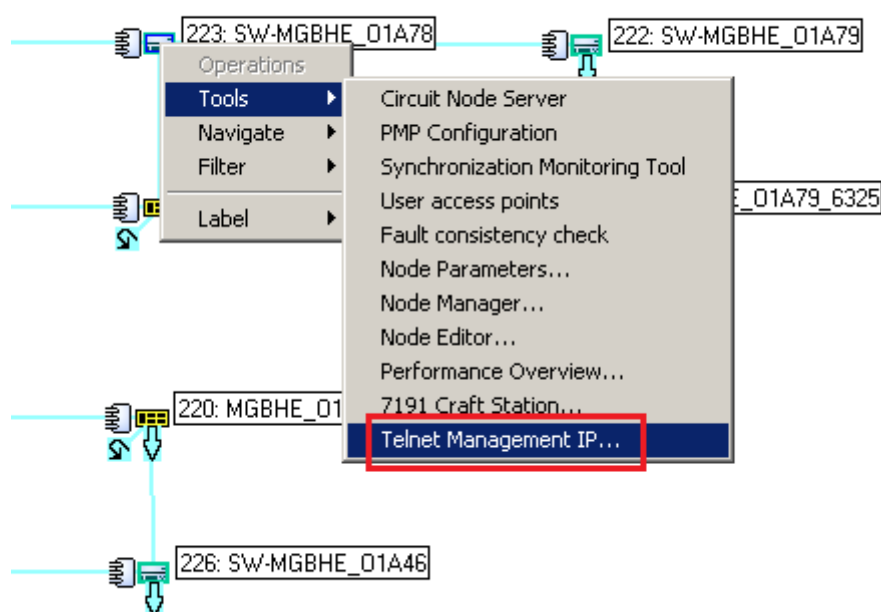 223: SW-MGBHE_01A78
222: SW-MGBHE_01A79
Operations
Tools
Navigate
Filter
Label
Circuit Node Server
PMP Configuration
Synchronization Monitoring Tool
User access points
Fault consistency check
Node Parameters...
Node Manager...
Node Editor...
Performance Overview...
7191 Craft Station...
Telnet Management IP...
_01A79_6325
220: MGBHE_01
226: SW-MGBHE_01A46